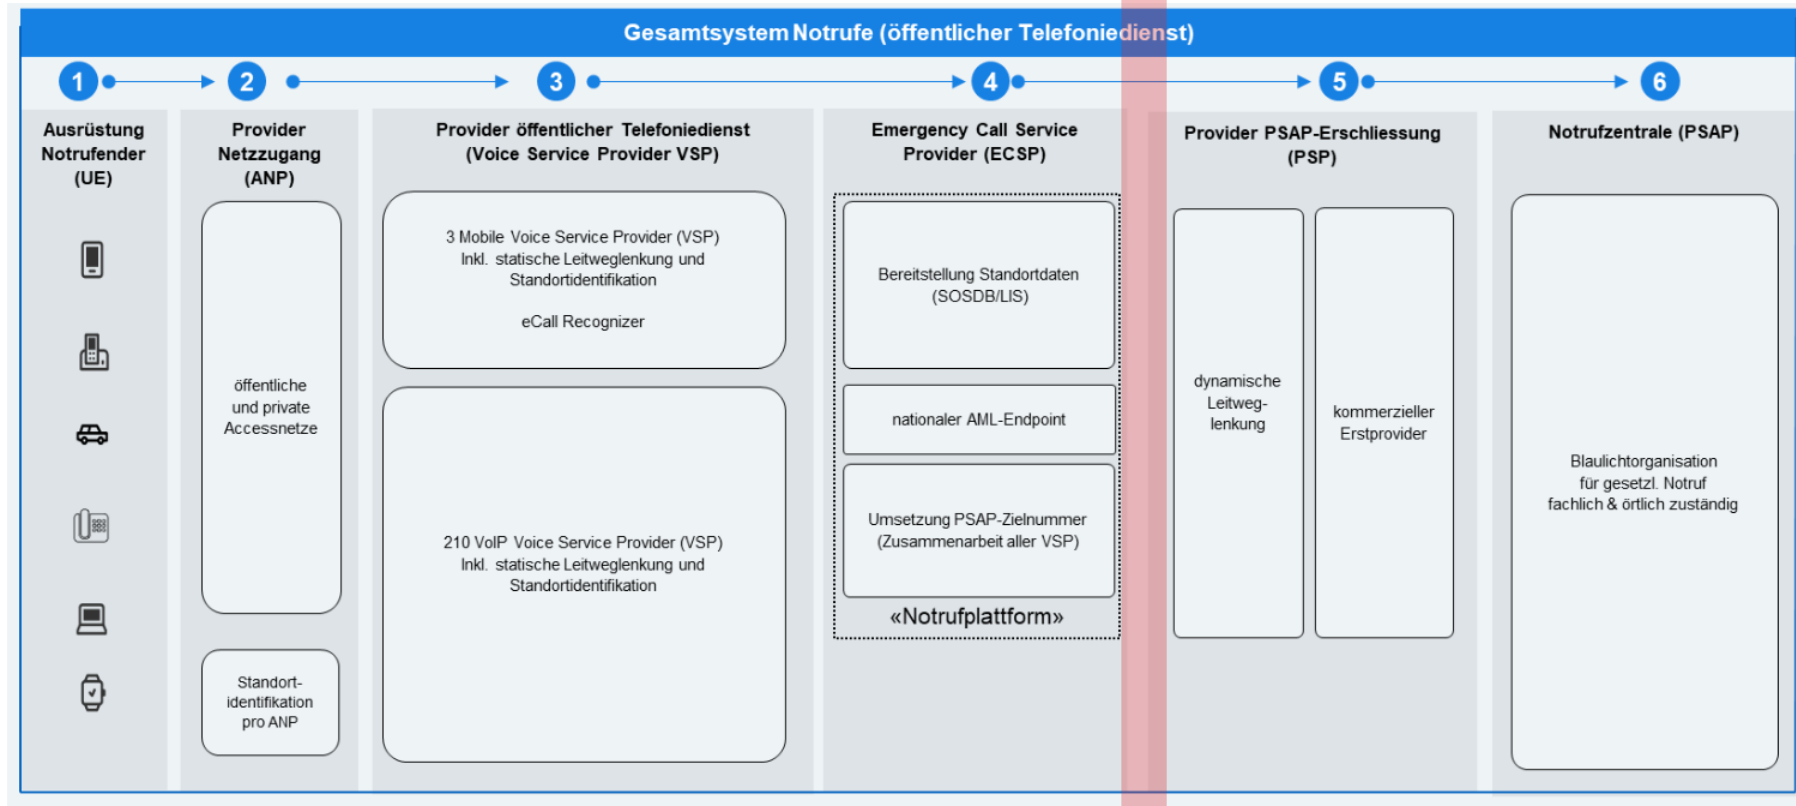 Gesamtsystem Notrufe (öffentlicher Telefoniedienst)
1
2
3
4
5
6
Ausrüstung
Notrufender
(UE)
Provider
Netzzugang
(ANP)
öffentliche
und private
Accessnetze
Standort-
identifikation
pro ANP
Provider öffentlicher Telefoniedienst
(Voice Service Provider VSP)
3 Mobile Voice Service Provider (VSP)
Inkl. statische Leitweglenkung und
Standortidentifikation
eCall Recognizer
210 VoIP Voice Service Provider (VSP)
Inkl. statische Leitweglenkung und
Standortidentifikation
Emergency Call Service
Provider (ECSP)
Bereitstellung Standortdaten
(SOSDB/LIS)
nationaler AML-Endpoint
Umsetzung PSAP-Zielnummer
(Zusammenarbeit aller VSP)
«Notrufplattform»
Provider PSAP-Erschliessung
(PSP)
dynamische
Leitweg-
lenkung
kommerzieller
Erstprovider
Notrufzentrale (PSAP)
Blaulichtorganisation
für gesetzl. Notruf
fachlich & örtlich zuständig